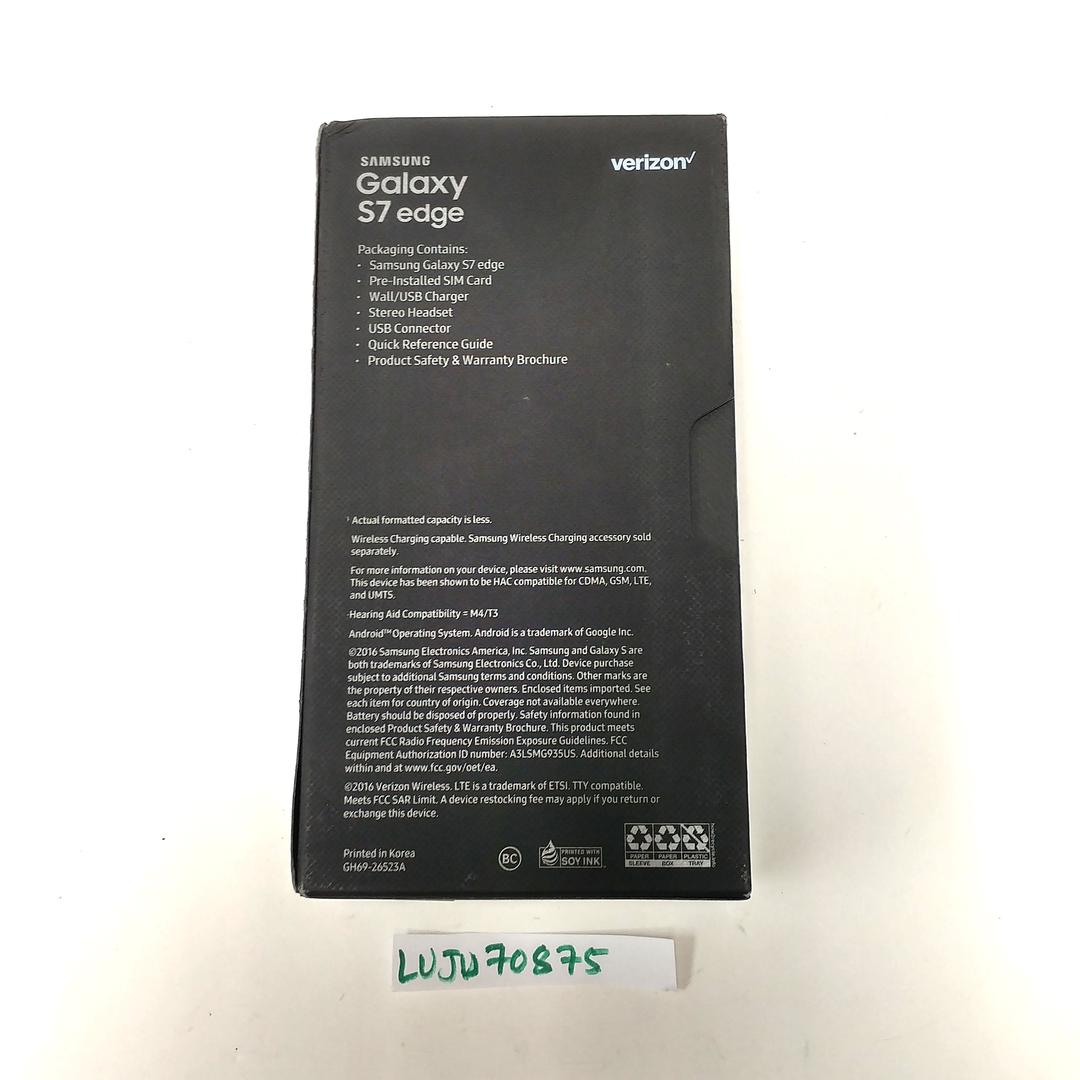 SAMSUNG
Galaxy
S7 edge
verizon✓
Packaging Contains:
• Samsung Galaxy S7 edge
• Pre-Installed SIM Card
• Wall/USB Charger
• Stereo Headset
• USB Connector
• Quick Reference Guide
• Product Safety & Warranty Brochure
¹ Actual formatted capacity is less.
Wireless Charging capable. Samsung Wireless Charging accessory sold
separately.
For more information on your device, please visit www.samsung.com.
This device has been shown to be HAC compatible for CDMA, GSM, LTE,
and UMTS.
·Hearing Aid Compatibility = M4/T3
Android™ Operating System. Android is a trademark of Google Inc.
©2016 Samsung Electronics America, Inc. Samsung and Galaxy S are
both trademarks of Samsung Electronics Co., Ltd. Device purchase
subject to additional Samsung terms and conditions. Other marks are
the property of their respective owners. Enclosed items imported. See
each item for country of origin. Coverage not available everywhere.
Battery should be disposed of properly. Safety information found in
enclosed Product Safety & Warranty Brochure. This product meets
current FCC Radio Frequency Emission Exposure Guidelines. FCC
Equipment Authorization ID number: A3LSMG935US. Additional details
within and at www.fcc.gov/oet/ea.
©2016 Verizon Wireless. LTE is a trademark of ETSI. TTY compatible.
Meets FCC SAR Limit. A device restocking fee may apply if you return or
exchange this device.
Printed in Korea
GH69-26523A
BC
PRINTED WITH
SOY INK™
PAPER
SLEEVE
PAPER
BOX
PLASTIC
TRAY
LUJU70875